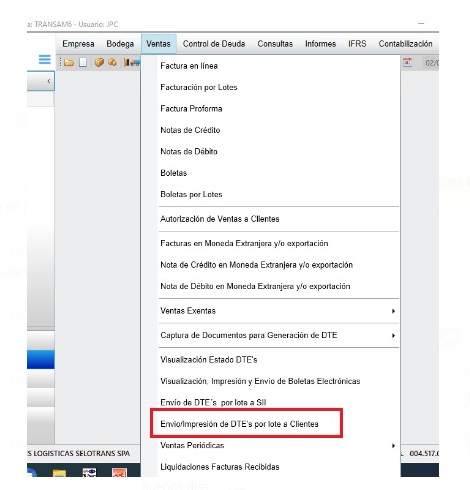 e: TRANSAM6 - Usuario: JPC
Empresa Bodega Ventas Control de Deuda Consultas Informes IFRS Contabilización
02/0
Factura en línea
Facturación por Lotes
Factura Proforma
Notas de Crédito
Notas de Débito
Boletas
Boletas por Lotes
Autorización de Ventas a Clientes
Facturas en Moneda Extranjera y/o exportación
Nota de Crédito en Moneda Extranjera y/o exportación
Nota de Débito en Moneda Extranjera y/o exportación
Ventas Exentas
Captura de Documentos para Generación de DTE
Visualización Estado DTE's
Visualización, Impresión y Envio de Boletas Electrónicas
Envío de DTE´s por lote a SII
Envio/Impresión de DTE's por lote a Clientes
Ventas Periódicas
S LOGISTICAS SELOTRANS SPA
004.517.0
Liquidaciones Facturas Recibidas